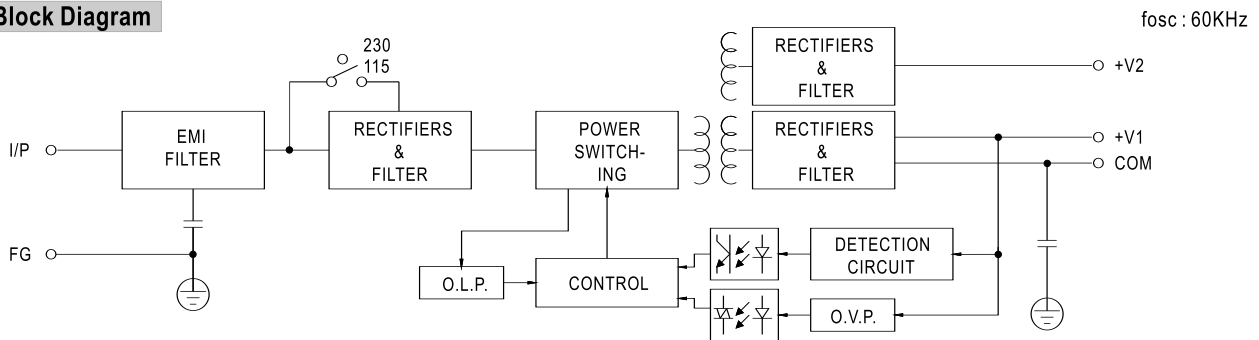 Block Diagram
fosc : 60KHz
230
115
I/P
EMI
FILTER
RECTIFIERS
&
FILTER
POWER
SWITCH-
ING
RECTIFIERS
&
FILTER
+V2
RECTIFIERS
&
FILTER
+V1
COM
FG
O.L.P.
CONTROL
DETECTION
CIRCUIT
O.V.P.